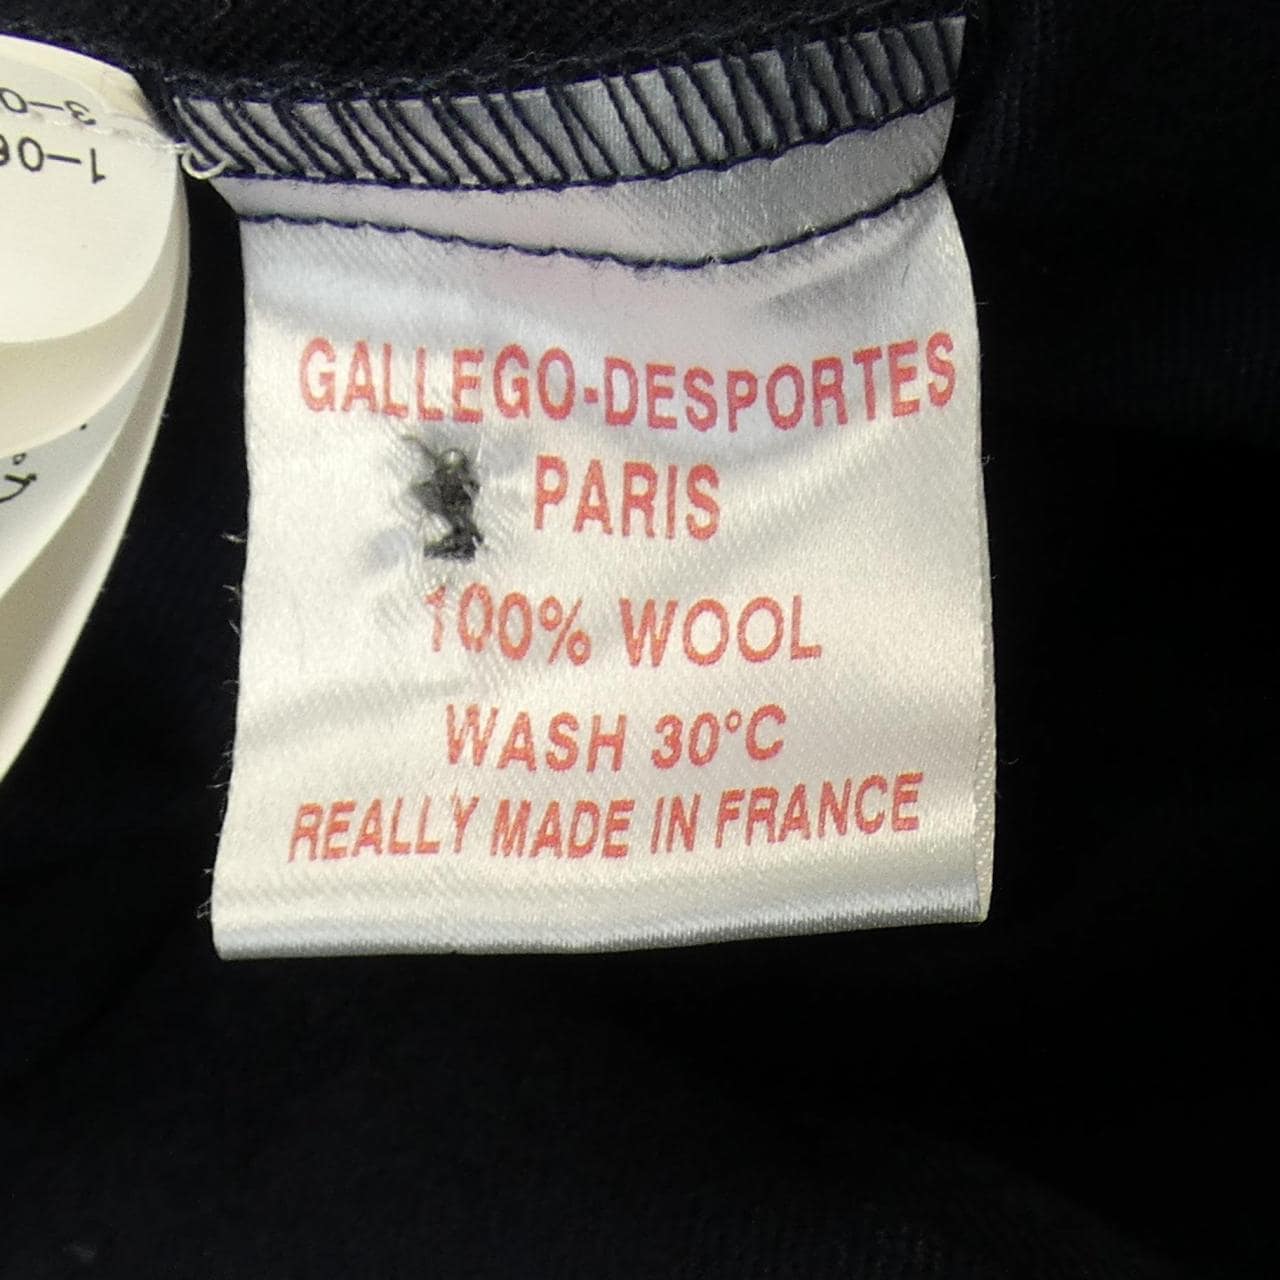 GALLEGO-DESPORTES
PARIS
100% WOOL
WASH 30°C
REALLY MADE IN FRANCE